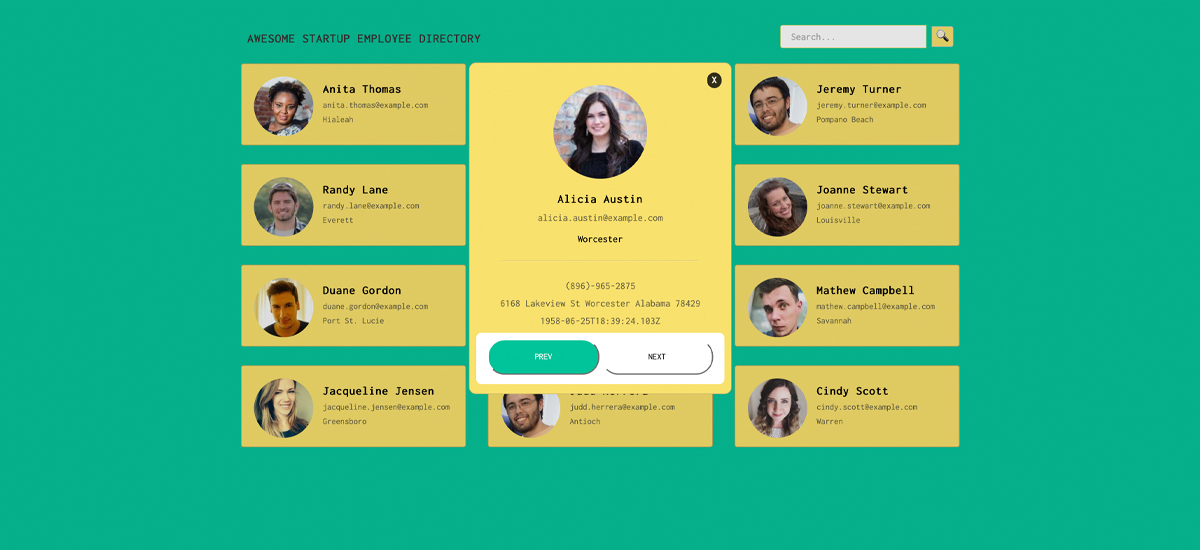 AWESOME STARTUP EMPLOYEE DIRECTORY
Search...
Anita Thomas
anita.thomas@example.com
Hialeah
X
Alicia Austin
alicia.austin@example.com
Worcester
(896)-965-2875
6168 Lakeview St Worcester Alabama 78429
1958-06-25T18:39:24.103Z
PREV
NEXT
Jeremy Turner
jeremy.turner@example.com
Pompano Beach
Randy Lane
randy.lane@example.com
Everett
Joanne Stewart
joanne.stewart@example.com
Louisville
Duane Gordon
duane.gordon@example.com
Port St. Lucie
Mathew Campbell
mathew.campbell@example.com
Savannah
Jacqueline Jensen
jacqueline.jensen@example.com
Greensboro
judd.herrera@example.com
Antioch
Cindy Scott
cindy.scott@example.com
Warren